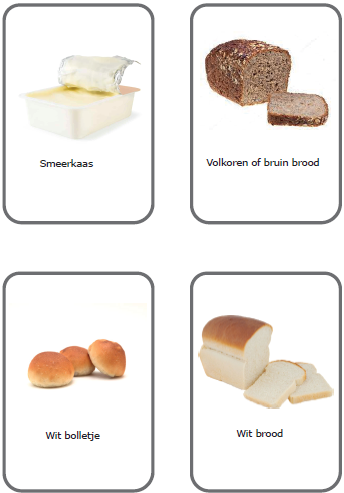 Smeerkaas
Volkoren of bruin brood
Wit bolletje
Wit brood